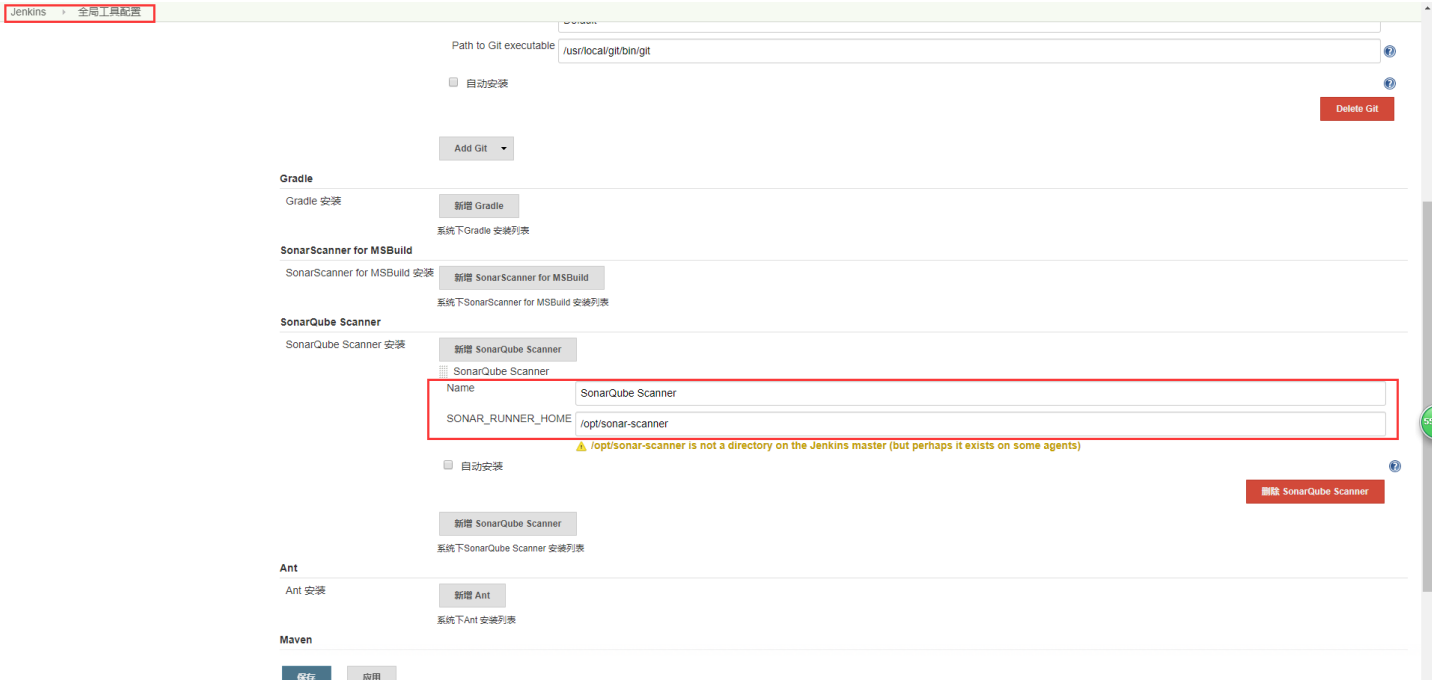 Jenkins 全局工具配置
Default
Path to Git executable /usr/local/git/bin/git
自动安装
Delete Git
Add Git
Gradle
Gradle 安装 新增 Gradle
系统下Gradle 安装列表
SonarScanner for MSBuild
SonarScanner for MSBuild 安装 新增 SonarScanner for MSBuild
系统下SonarScanner for MSBuild 安装列表
SonarQube Scanner
SonarQube Scanner 安装 新增 SonarQube Scanner
SonarQube Scanner
Name SonarQube Scanner
SONAR_RUNNER_HOME /opt/sonar-scanner
/opt/sonar-scanner is not a directory on the Jenkins master (but perhaps it exists on some agents)
自动安装
删除 SonarQube Scanner
新增 SonarQube Scanner
系统下SonarQube Scanner 安装列表
Ant
Ant 安装 新增 Ant
系统下Ant 安装列表
Maven
保存 应用